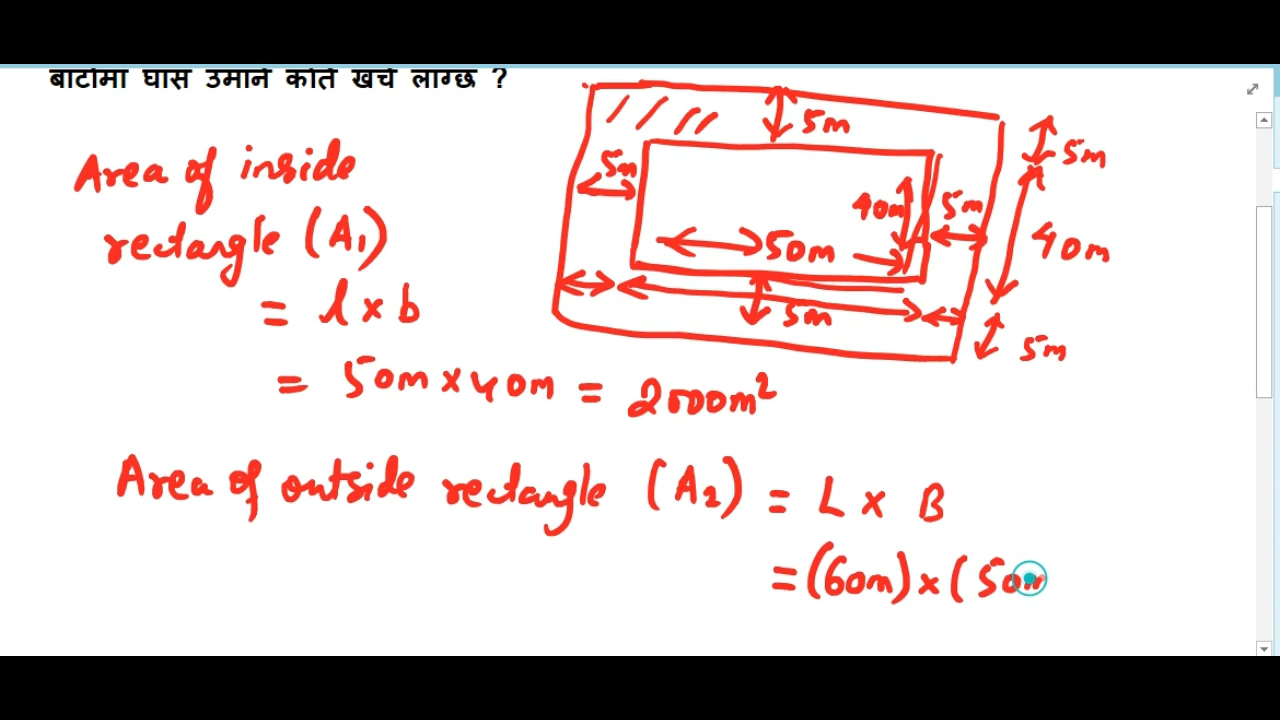 बाटोमा घाँस उमार्न कति खर्च लाग्छ ?
Area of inside
rectangle (A₁)
= l × b
= 50m × 40m = 2000m²
5m
5m
5m
40m
5m
50m
40m
5m
5m
Area of outside rectangle (A₂) = L × B
= (60m) × (50m